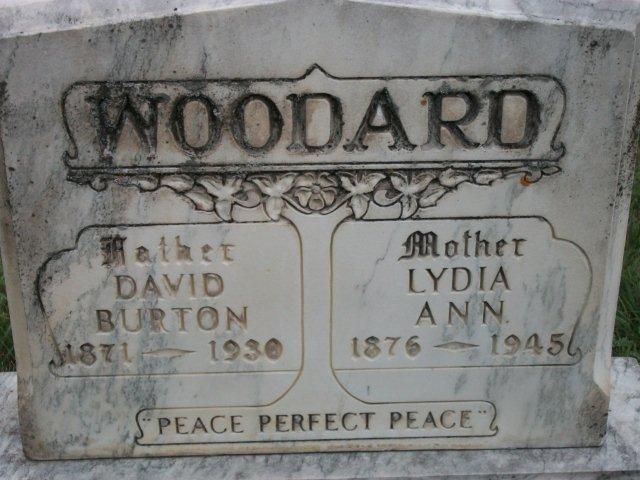 WOODARD
Father
DAVID
BURTON
1871 — 1930
Mother
LYDIA
ANN.
1876 — 1945
"PEACE PERFECT PEACE"